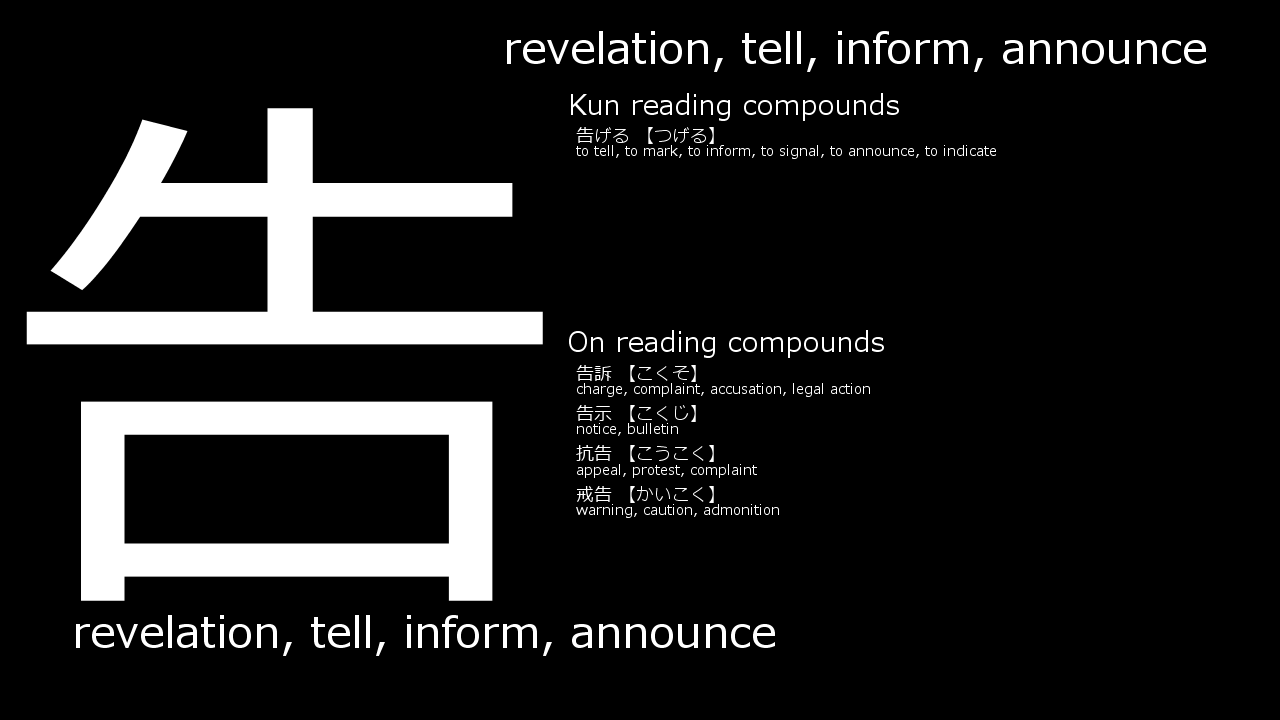 revelation, tell, inform, announce
告
Kun reading compounds
告げる 【つげる】
to tell, to mark, to inform, to signal, to announce, to indicate
On reading compounds
告訴 【こくそ】
charge, complaint, accusation, legal action
告示 【こくじ】
notice, bulletin
抗告 【こうこく】
appeal, protest, complaint
戒告 【かいこく】
warning, caution, admonition
revelation, tell, inform, announce